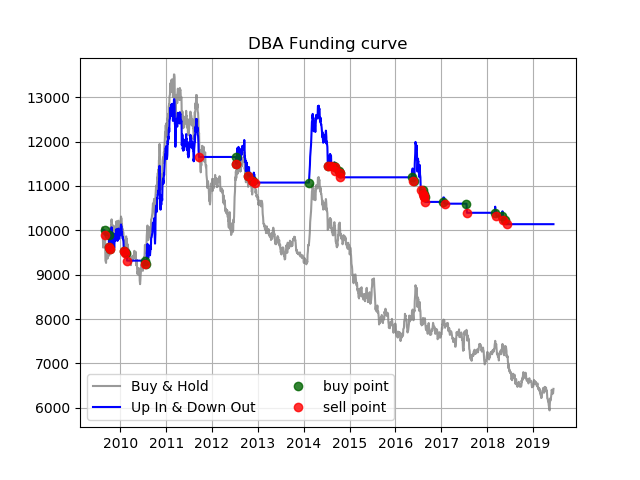 DBA Funding curve
13000
12000
11000
10000
9000
8000
7000
6000
Buy & Hold
Up In & Down Out
buy point
sell point
2010 2011 2012 2013 2014 2015 2016 2017 2018 2019